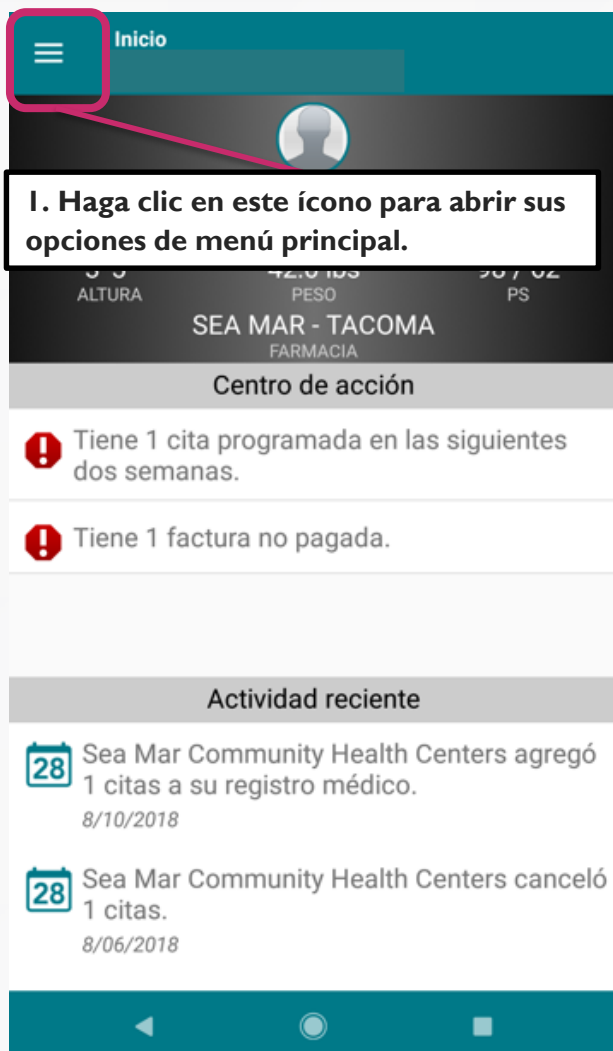 Inicio
1. Haga clic en este ícono para abrir sus
opciones de menú principal.
ALTURA
PESO
PS
SEA MAR - TACOMA
FARMACIA
Centro de acción
Tiene 1 cita programada en las siguientes
dos semanas.
Tiene 1 factura no pagada.
Actividad reciente
28
Sea Mar Community Health Centers agregó
1 citas a su registro médico.
8/10/2018
28
Sea Mar Community Health Centers canceló
1 citas.
8/06/2018